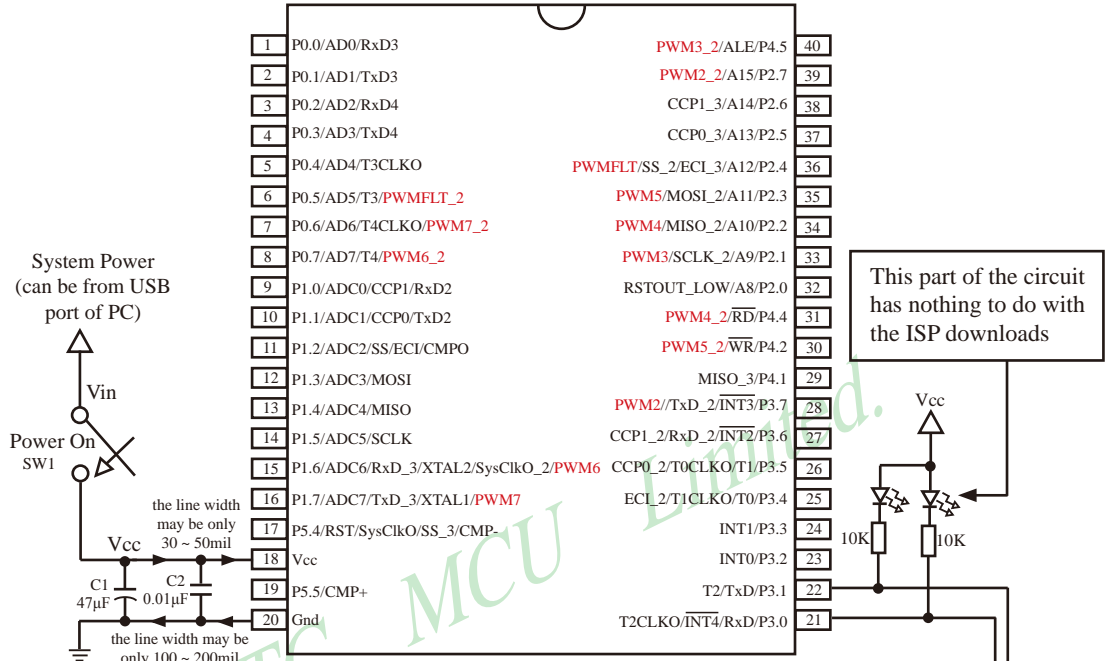 1 P0.0/AD0/RxD3
2 P0.1/AD1/TxD3
3 P0.2/AD2/RxD4
4 P0.3/AD3/TxD4
5 P0.4/AD4/T3CLKO
6 P0.5/AD5/T3/PWMFLT_2
7 P0.6/AD6/T4CLKO/PWM7_2
8 P0.7/AD7/T4/PWM6_2
9 P1.0/ADC0/CCP1/RxD2
10 P1.1/ADC1/CCP0/TxD2
11 P1.2/ADC2/SS/ECI/CMPO
12 P1.3/ADC3/MOSI
13 P1.4/ADC4/MISO
14 P1.5/ADC5/SCLK
15 P1.6/ADC6/RxD_3/XTAL2/SysClkO_2/PWM6
16 P1.7/ADC7/TxD_3/XTAL1/PWM7
17 P5.4/RST/SysClkO/SS_3/CMP-
18 Vcc
19 P5.5/CMP+
20 Gnd
PWM3_2/ALE/P4.5 40
PWM2_2/A15/P2.7 39
CCP1_3/A14/P2.6 38
CCP0_3/A13/P2.5 37
PWMFLT/SS_2/ECI_3/A12/P2.4 36
PWM5/MOSI_2/A11/P2.3 35
PWM4/MISO_2/A10/P2.2 34
PWM3/SCLK_2/A9/P2.1 33
RSTOUT_LOW/A8/P2.0 32
PWM4_2/RD/P4.4 31
PWM5_2/WR/P4.2 30
MISO_3/P4.1 29
PWM2//TxD_2/INT3/P3.7 28
CCP1_2/RxD_2/INT2/P3.6 27
CCP0_2/T0CLKO/T1/P3.5 26
ECI_2/T1CLKO/T0/P3.4 25
INT1/P3.3 24
INT0/P3.2 23
T2/TxD/P3.1 22
T2CLKO/INT4/RxD/P3.0 21
System Power
(can be from USB
port of PC)
Vin
Power On
SW1
the line width
may be only
30 ~ 50mil
Vcc
C1
47μF
C2
0.01μF
the line width may be
only 100 ~ 200mil
This part of the circuit
has nothing to do with
the ISP downloads
Vcc
10K
10K
MCU Limited.